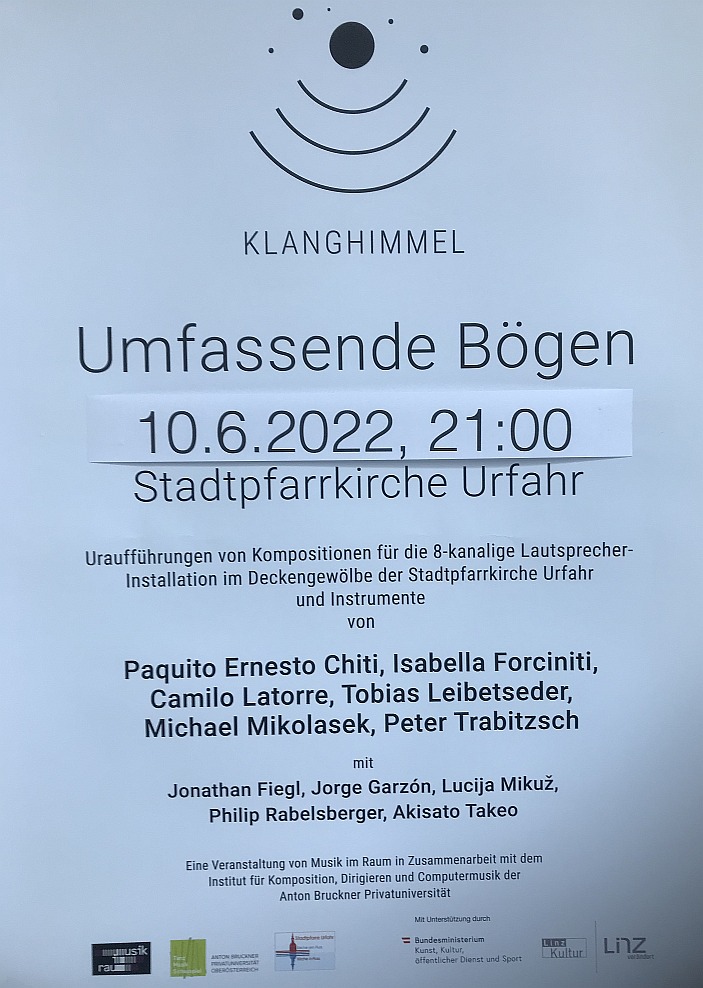 KLANGHIMMEL
Umfassende Bögen
10.6.2022, 21:00
Stadtpfarrkirche Urfahr
Uraufführungen von Kompositionen für die 8-kanalige Lautsprecher-
Installation im Deckengewölbe der Stadtpfarrkirche Urfahr
und Instrumente
von
Paquito Ernesto Chiti, Isabella Forciniti,
Camilo Latorre, Tobias Leibetseder,
Michael Mikolasek, Peter Trabitzsch
mit
Jonathan Fiegl, Jorge Garzón, Lucija Mikuž,
Philip Rabelsberger, Akisato Takeo
Eine Veranstaltung von Musik im Raum in Zusammenarbeit mit dem
Institut für Komposition, Dirigieren und Computermusik der
Anton Bruckner Privatuniversität
Mit Unterstützung durch
musik
raum
ANTON BRUCKNER
PRIVATUNIVERSITÄT
OBERÖSTERREICH
Bundesministerium
Kunst, Kultur,
öffentlicher Dienst und Sport
Linz
Kultur
Linz
verändert